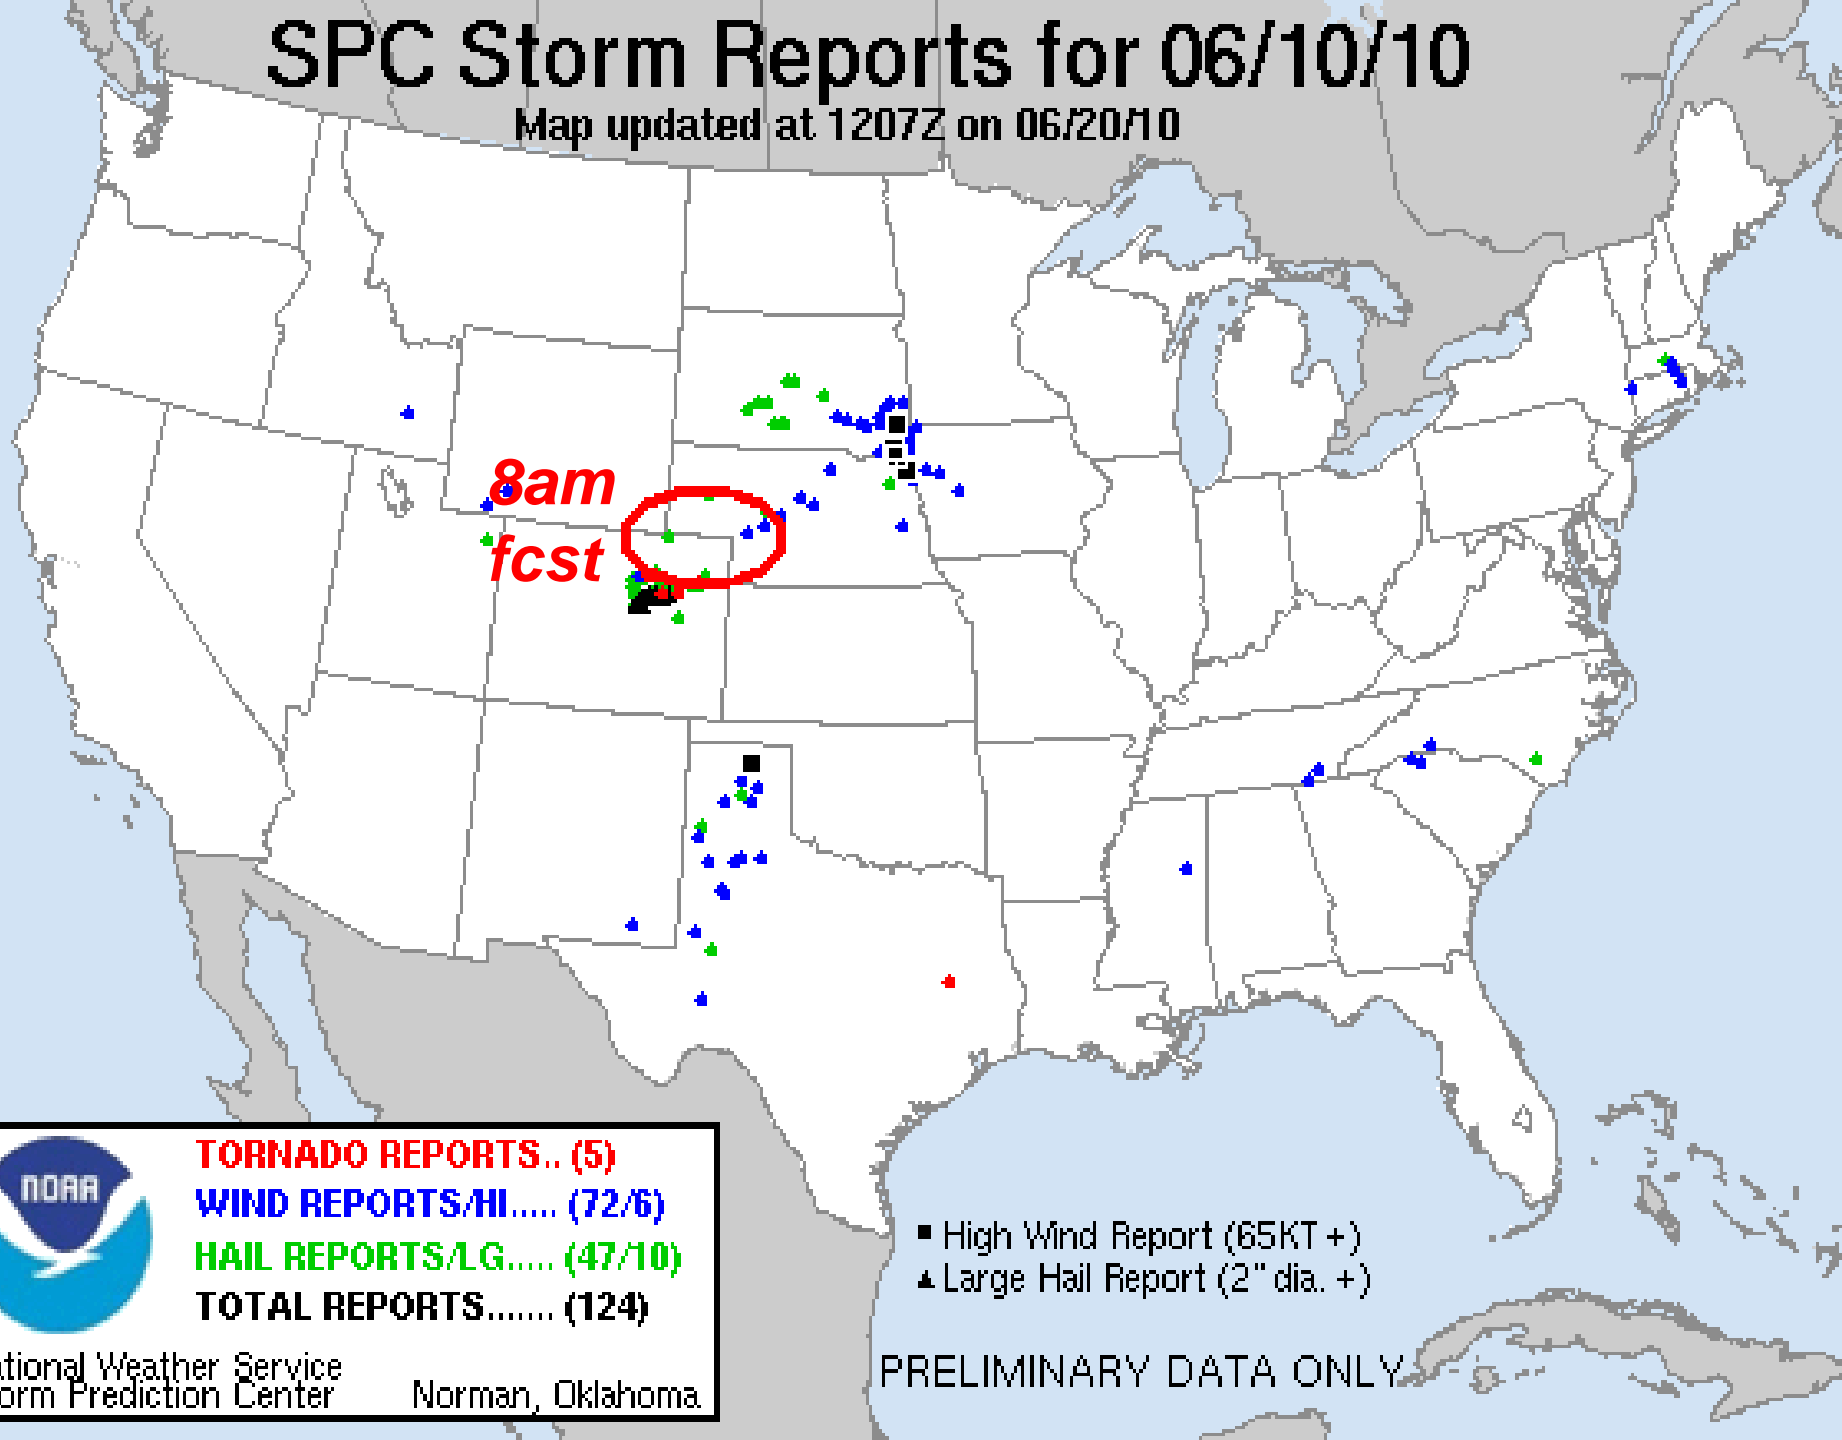 SPC Storm Reports for 06/10/10
Map updated at 1207Z on 06/20/10
8am
fcst
NOAA
TORNADO REPORTS.. (5)
WIND REPORTS/HI..... (72/6)
HAIL REPORTS/LG..... (47/10)
TOTAL REPORTS....... (124)
ational Weather Service
orm Prediction Center Norman, Oklahoma
High Wind Report (65KT +)
Large Hail Report (2" dia. +)
PRELIMINARY DATA ONLY